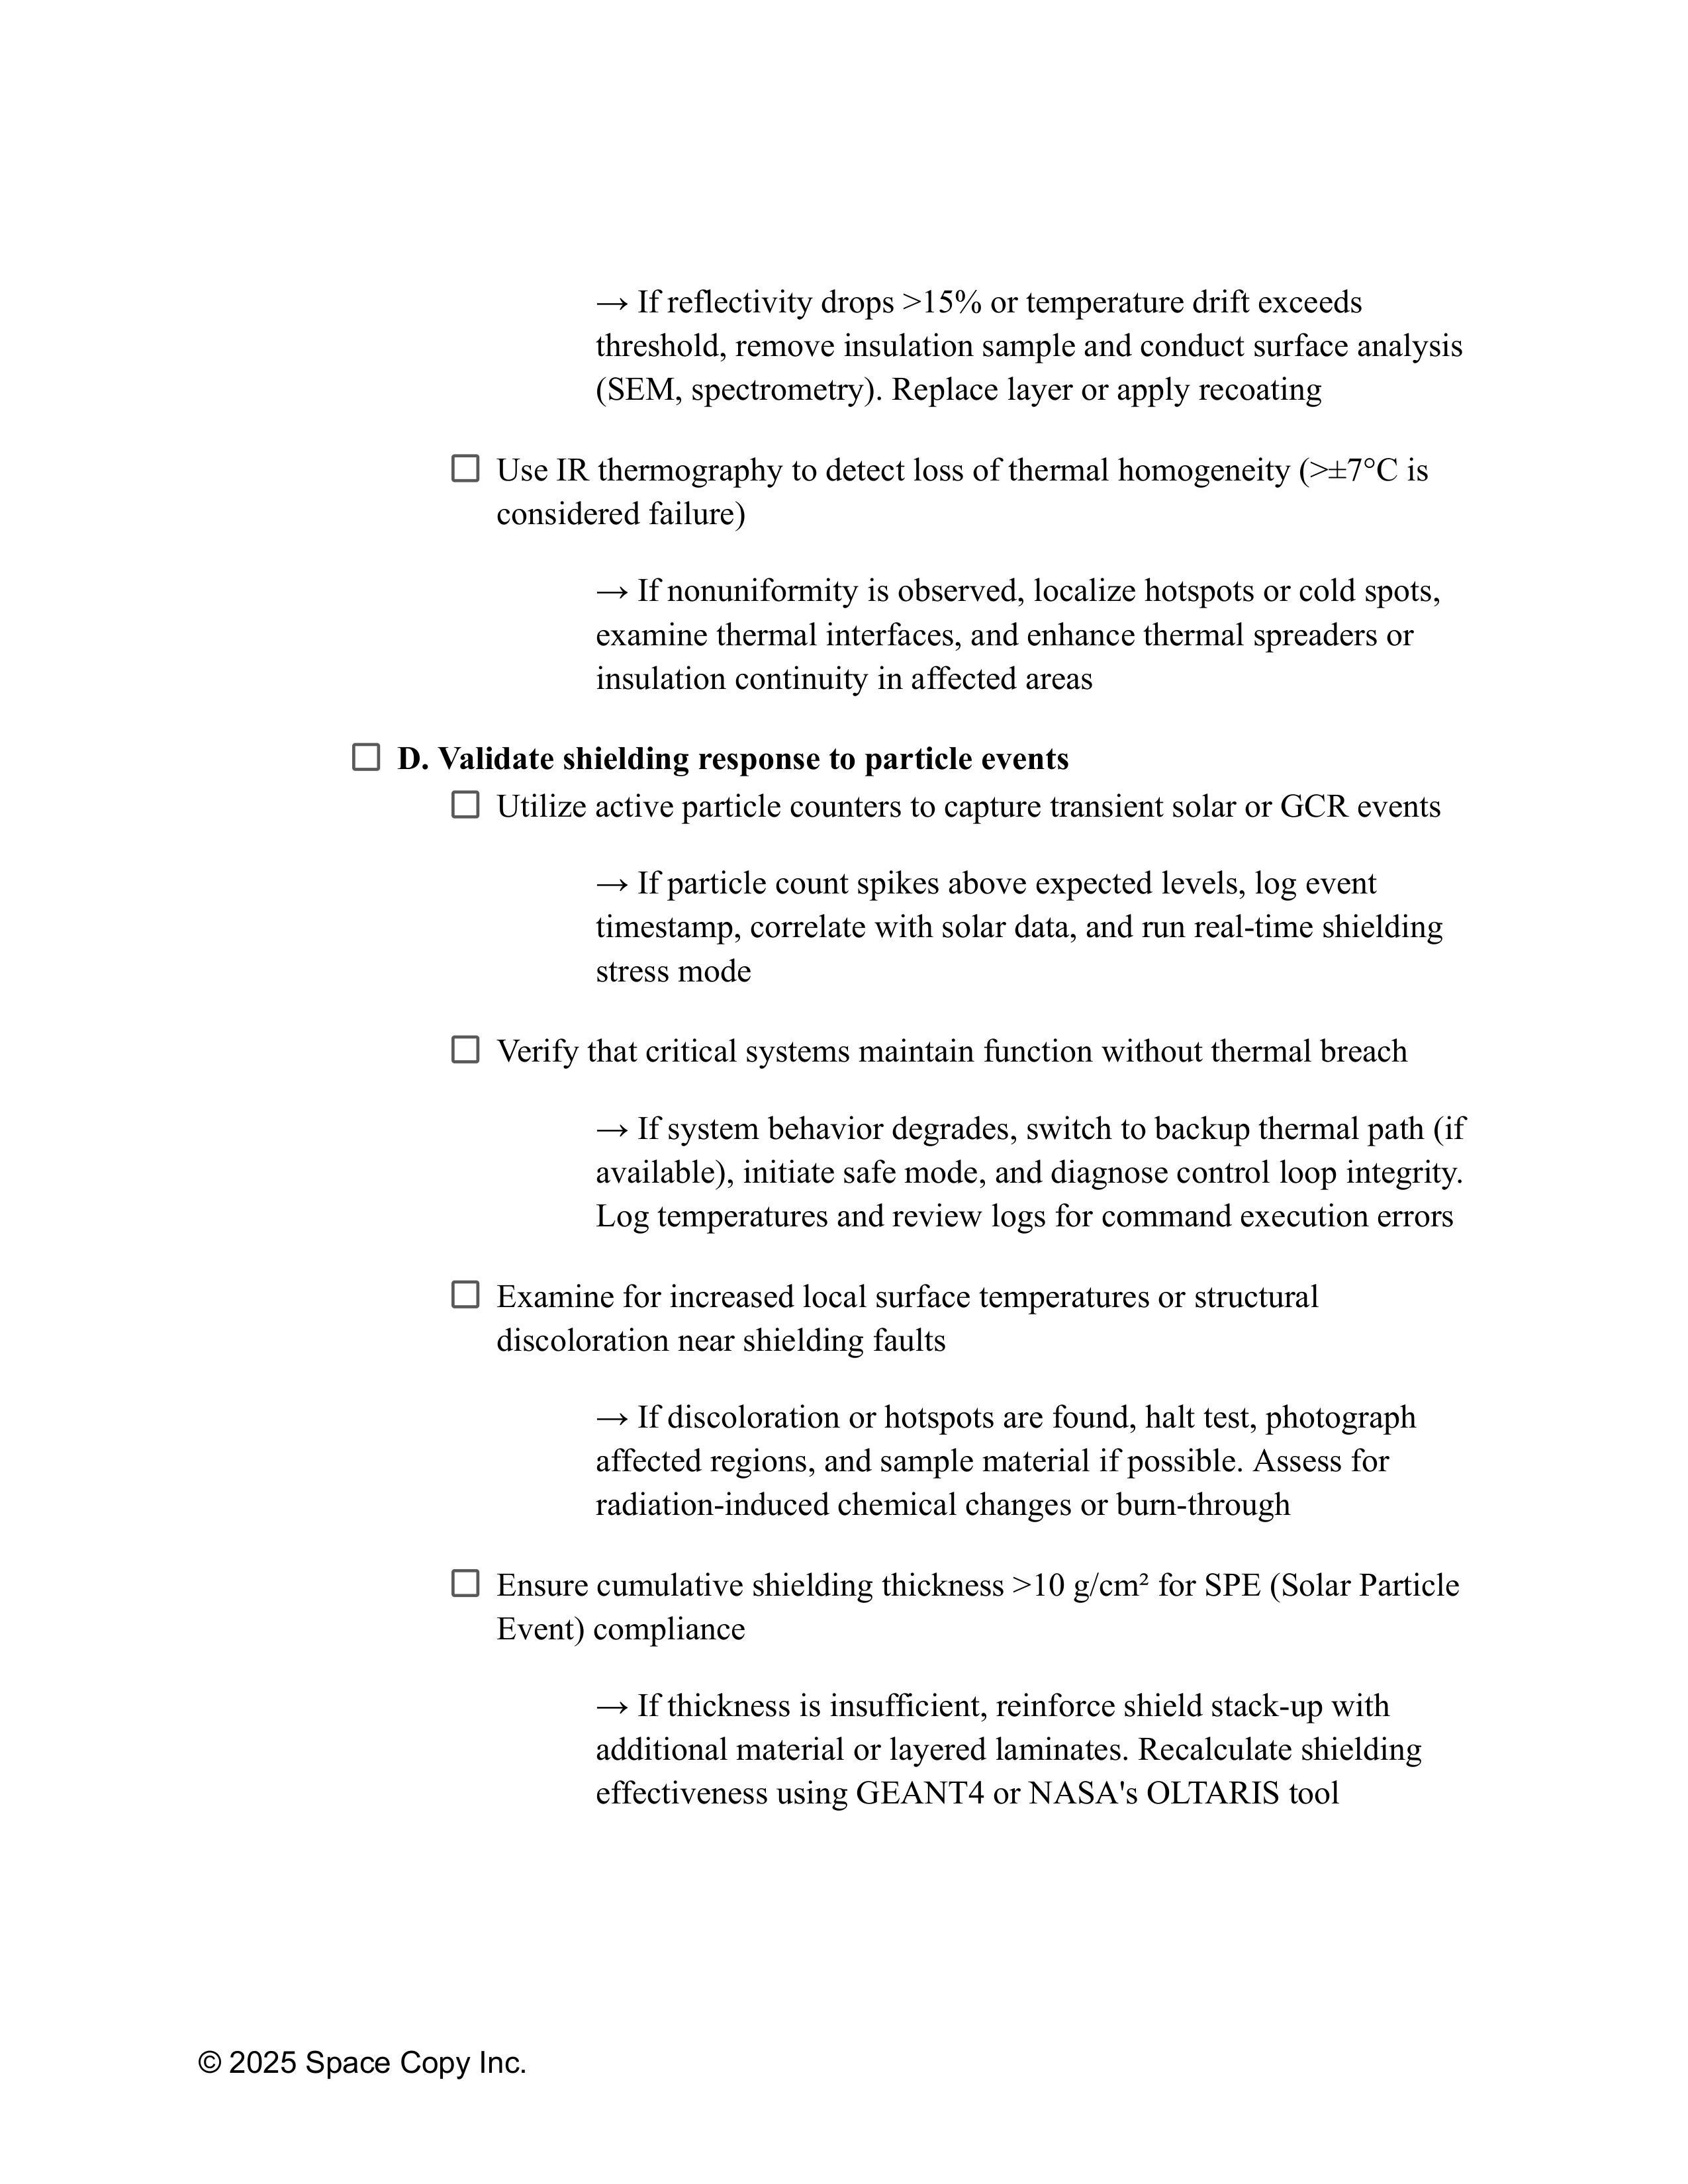 → If reflectivity drops >15% or temperature drift exceeds
threshold, remove insulation sample and conduct surface analysis
(SEM, spectrometry). Replace layer or apply recoating
Use IR thermography to detect loss of thermal homogeneity (>±7°C is
considered failure)
→ If nonuniformity is observed, localize hotspots or cold spots,
examine thermal interfaces, and enhance thermal spreaders or
insulation continuity in affected areas
D. Validate shielding response to particle events
Utilize active particle counters to capture transient solar or GCR events
→ If particle count spikes above expected levels, log event
timestamp, correlate with solar data, and run real-time shielding
stress mode
Verify that critical systems maintain function without thermal breach
→ If system behavior degrades, switch to backup thermal path (if
available), initiate safe mode, and diagnose control loop integrity.
Log temperatures and review logs for command execution errors
Examine for increased local surface temperatures or structural
discoloration near shielding faults
→ If discoloration or hotspots are found, halt test, photograph
affected regions, and sample material if possible. Assess for
radiation-induced chemical changes or burn-through
Ensure cumulative shielding thickness >10 g/cm² for SPE (Solar Particle
Event) compliance
→ If thickness is insufficient, reinforce shield stack-up with
additional material or layered laminates. Recalculate shielding
effectiveness using GEANT4 or NASA's OLTARIS tool
© 2025 Space Copy Inc.